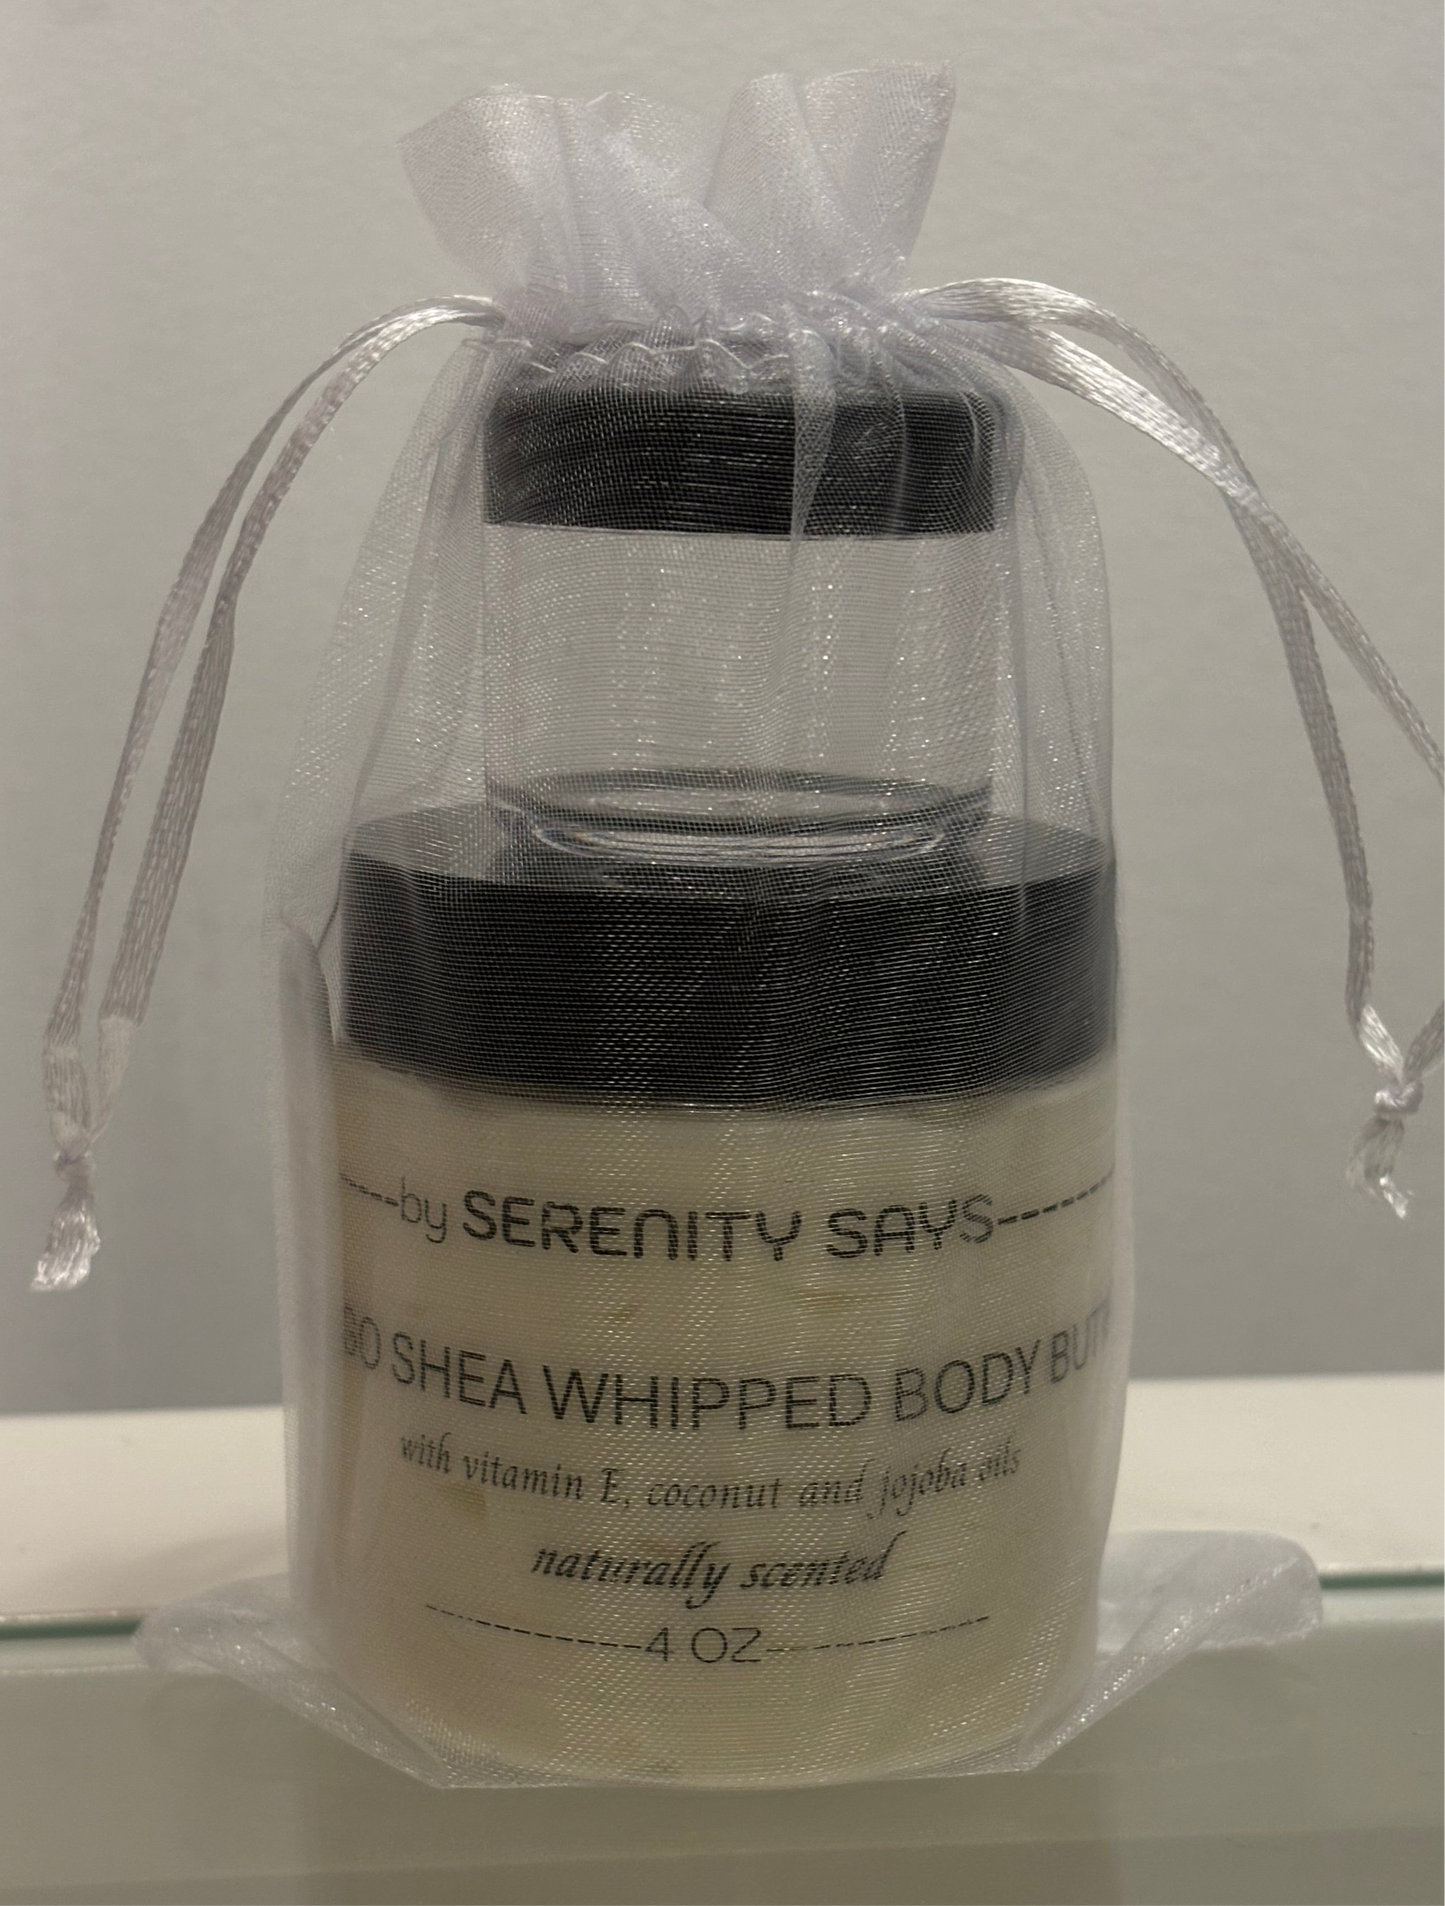 by SERENITY SAYS
SHEA WHIPPED BODY
with vitamin E, coconut and jojoba oils
naturally scented
4 OZ